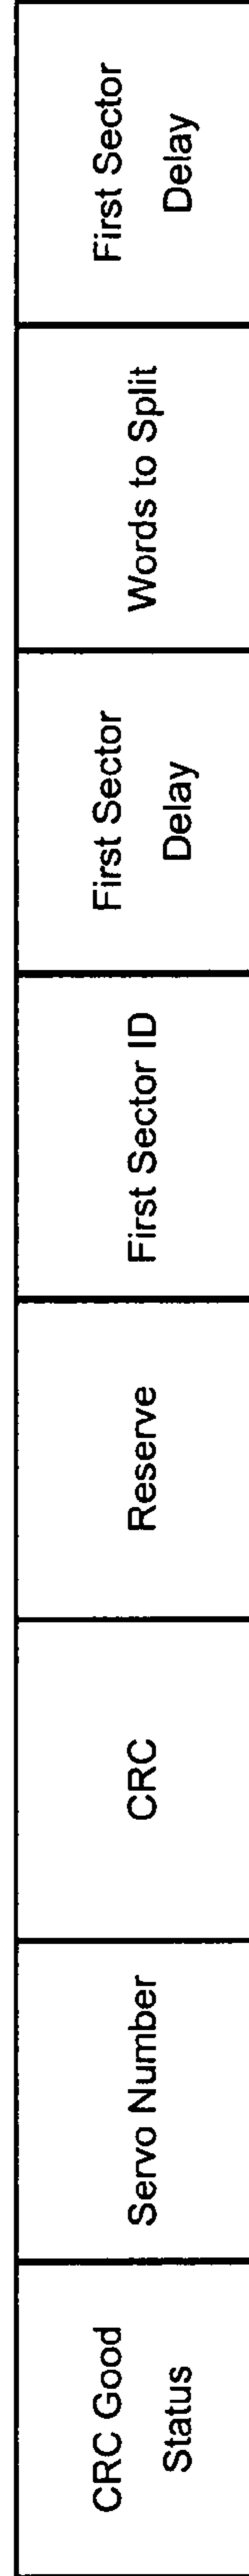 CRC Good
Status
Servo Number
CRC
Reserve
First Sector ID
First Sector
Delay
Words to Split
First Sector
Delay